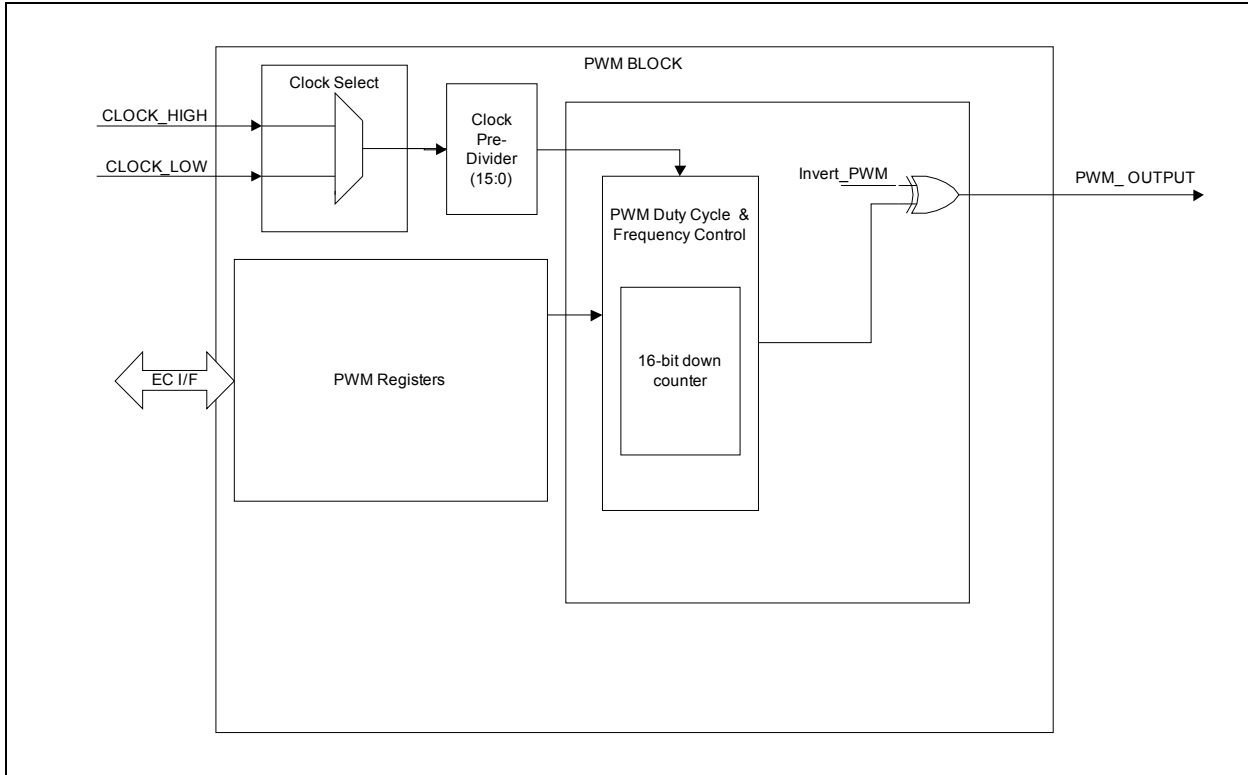 PWM BLOCK
Clock Select
CLOCK_HIGH
CLOCK_LOW
Clock
Pre-
Divider
(15:0)
Invert_PWM
PWM_ OUTPUT
PWM Duty Cycle &
Frequency Control
16-bit down
counter
EC I/F
PWM Registers